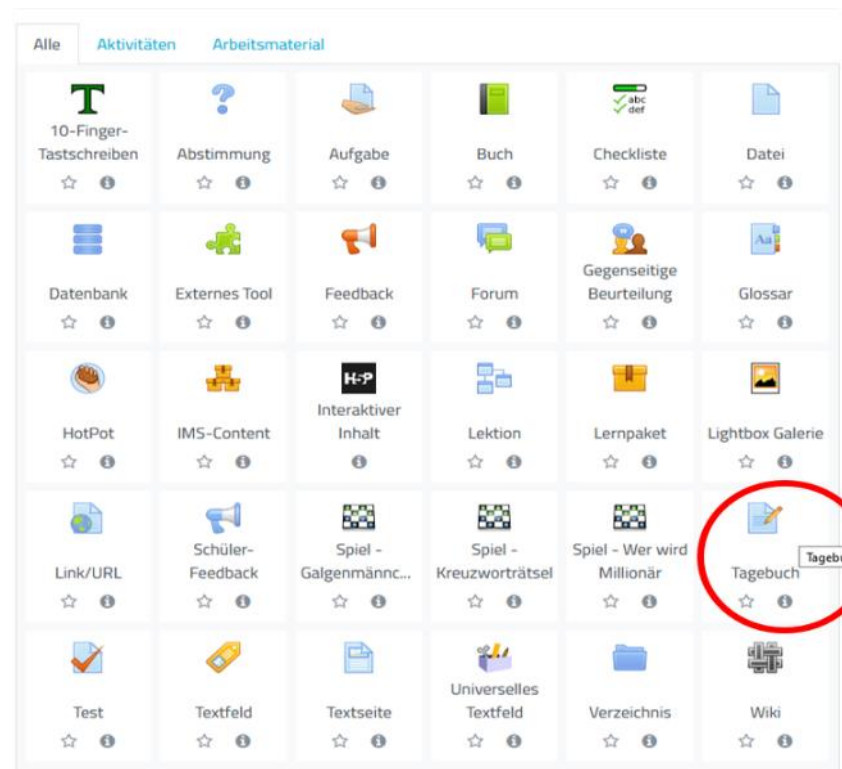 Alle Aktivitäten Arbeitsmaterial
T
10-Finger-
Tastschreiben
Abstimmung
Aufgabe
Buch
abc
def
Checkliste
Datei
Datenbank
Externes Tool
Feedback
Forum
Gegenseitige
Beurteilung
Aa
Glossar
HotPot
IMS-Content
H5P
Interaktiver
Inhalt
Lektion
Lernpaket
Lightbox Galerie
Link/URL
Schüler-
Feedback
Spiel -
Galgenmännc...
Spiel -
Kreuzworträtsel
Spiel - Wer wird
Millionär
Tagebuch
Tagebu
Test
Textfeld
Textseite
Universelles
Textfeld
Verzeichnis
Wiki